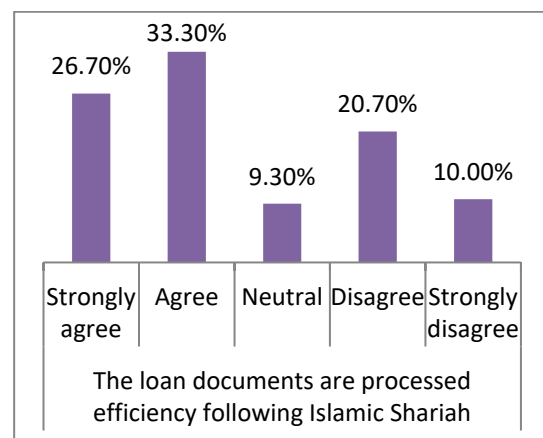 33.30%
26.70%
20.70%
9.30%
10.00%
Strongly
agree
Agree
Neutral
Disagree
Strongly
disagree
The loan documents are processed
efficiency following Islamic Shariah